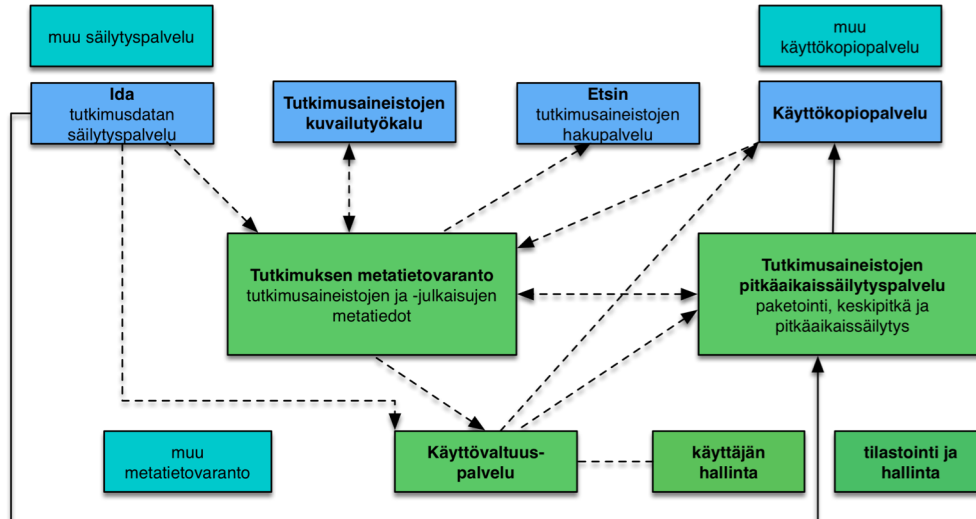 muu säilytyspalvelu
muu
käyttökopiopalvelu
Ida
tutkimusdatan
säilytyspalvelu
Tutkimusaineistojen
kuvailutyökalu
Etsin
tutkimusaineistojen
hakupalvelu
Käyttökopiopalvelu
Tutkimuksen metatietovaranto
tutkimusaineistojen ja -julkaisujen
metatiedot
Tutkimusaineistojen
pitkäaikaissäilytyspalvelu
paketointi, keskipitkä ja
pitkäaikaissäilytys
muu
metatietovaranto
Käyttövaltuus-
palvelu
käyttäjän
hallinta
tilastointi ja
hallinta